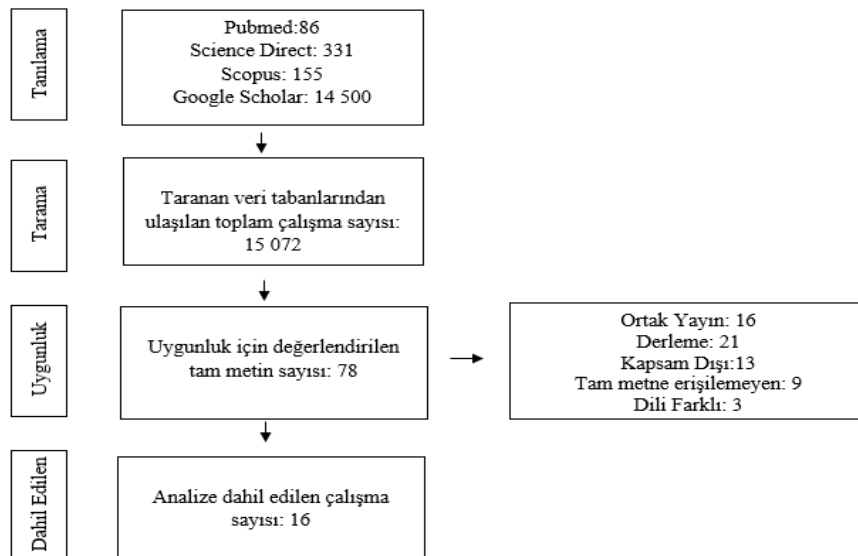 Tanılama
Pubmed:86
Science Direct: 331
Scopus: 155
Google Scholar: 14 500
Tarama
Taranan veri tabanlarından
ulaşılan toplam çalışma sayısı:
15 072
Uygunluk
Uygunluk için değerlendirilen
tam metin sayısı: 78
Ortak Yayın: 16
Derleme: 21
Kapsam Dışı:13
Tam metne erişilemeyen: 9
Dili Farklı: 3
Dahil Edilen
Analize dahil edilen çalışma
sayısı: 16